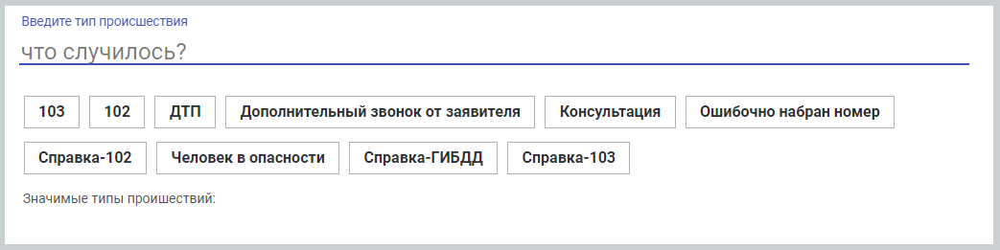 Введите тип происшествия
что случилось?
103 102 ДТП Дополнительный звонок от заявителя Консультация Ошибочно набран номер
Справка-102 Человек в опасности Справка-ГИБДД Справка-103
Значимые типы проишествий: